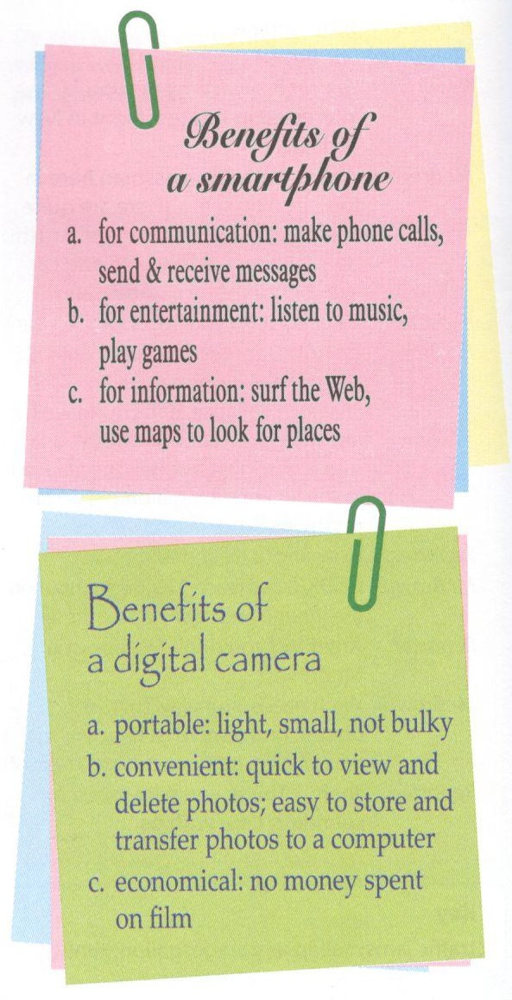 Benefits of
a smartphone
a. for communication: make phone calls,
send & receive messages
b. for entertainment: listen to music,
play games
c. for information: surf the Web,
use maps to look for places
Benefits of
a digital camera
a. portable: light, small, not bulky
b. convenient: quick to view and
delete photos; easy to store and
transfer photos to a computer
c. economical: no money spent
on film